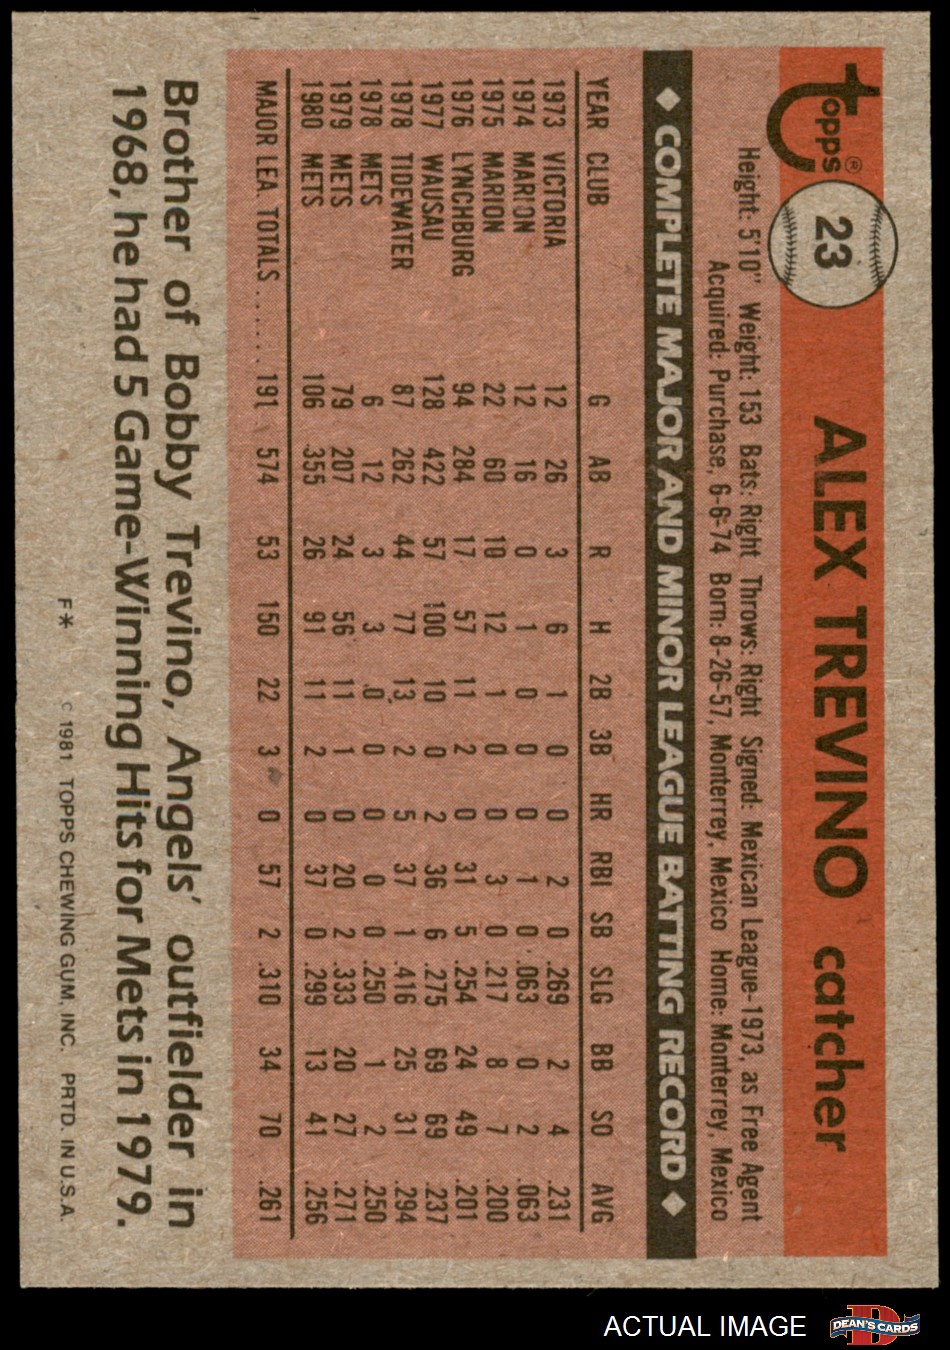 Topps®
23
ALEX TREVINO catcher
Height: 5'10" Weight: 153 Bats: Right Throws: Right Signed: Mexican League-1973, as Free Agent
Acquired: Purchase, 6-6-74 Born: 8-26-57, Monterrey, Mexico Home: Monterrey, Mexico
◆ COMPLETE MAJOR AND MINOR LEAGUE BATTING RECORD ◆
YEAR CLUB G AB R H 2B 3B HR RBI SB SLG BB SO AVG
1973 VICTORIA 12 26 3 6 1 0 0 2 0 .269 2 4 .231
1974 MARION 12 16 0 1 0 0 0 1 0 .063 0 2 .063
1975 MARION 22 60 10 12 1 0 0 3 0 .217 8 7 .200
1976 LYNCHBURG 94 284 17 57 11 2 0 31 5 .254 24 49 .201
1977 WAUSAU 128 422 57 100 10 0 2 36 6 .275 69 69 .237
1978 TIDEWATER 87 262 44 77 13 2 5 37 1 .416 25 31 .294
1978 METS 6 12 3 3 0 0 0 0 0 .250 1 2 .250
1979 METS 79 207 24 56 11 1 0 20 2 .333 20 27 .271
1980 METS 106 355 26 91 11 2 0 37 0 .299 13 41 .256
MAJOR LEA. TOTALS ....... 191 574 53 150 22 3 0 57 2 .310 34 70 .261
Brother of Bobby Trevino, Angels' outfielder in
1968, he had 5 Game-Winning Hits for Mets in 1979.
F* © 1981 TOPPS CHEWING GUM, INC. PRTD. IN U.S.A.
ACTUAL IMAGE
D
DEAN'S CARDS